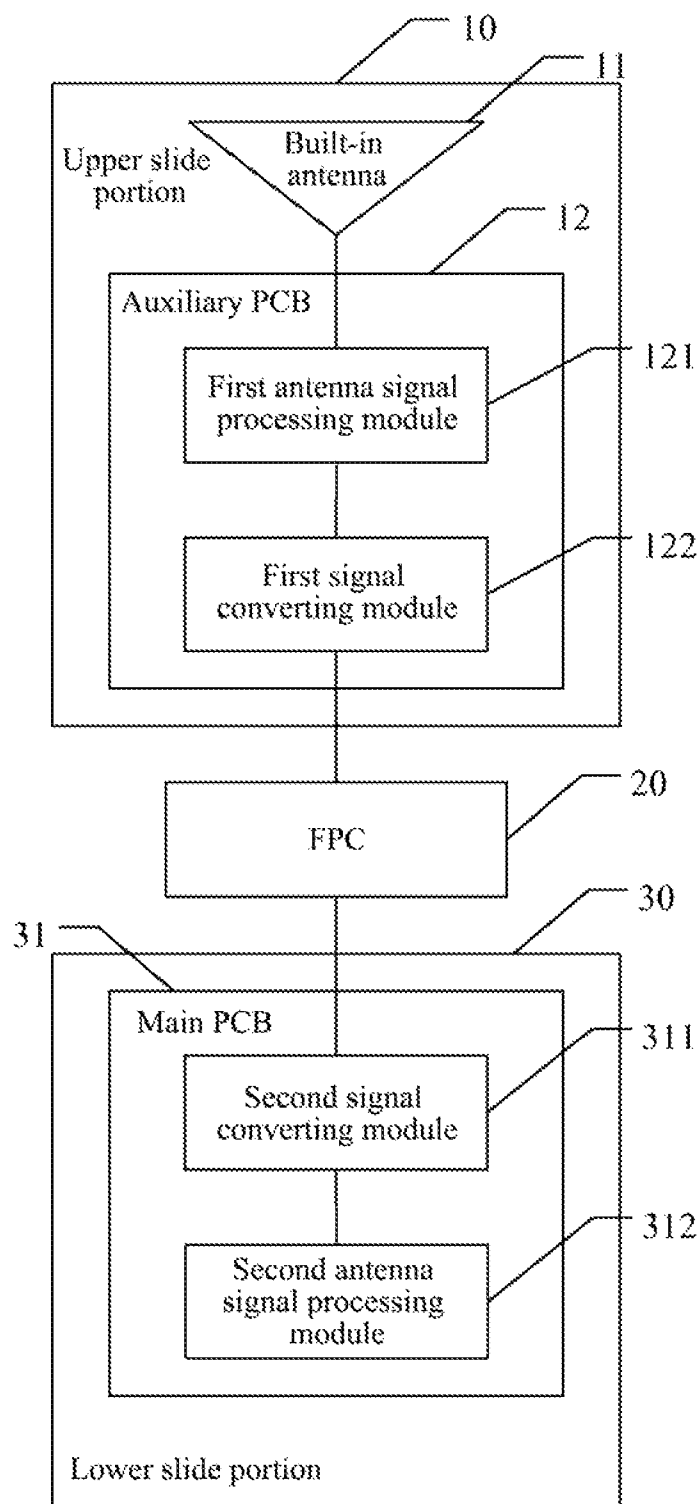 10
11
Built-in
antenna
Upper slide
portion
12
Auxiliary PCB
121
First antenna signal
processing module
122
First signal
converting module
20
FPC
30
31
Main PCB
311
Second signal
converting module
312
Second antenna
signal processing
module
Lower slide portion